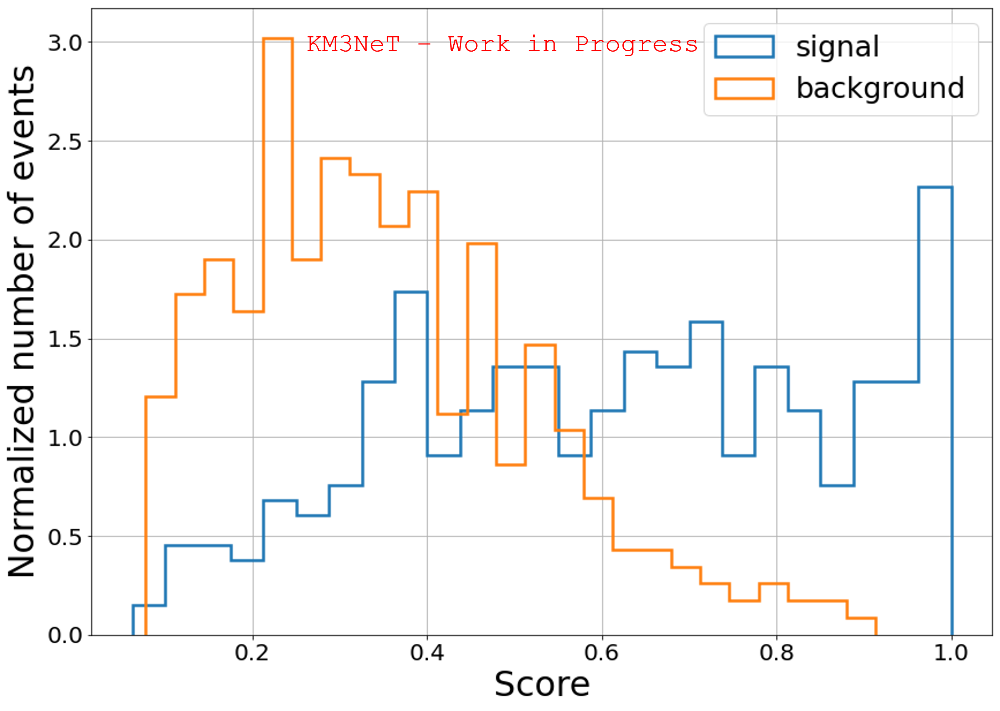 KM3NeT – Work in Progress
signal
background
Normalized number of events
3.0
2.5
2.0
1.5
1.0
0.5
0.0
0.2 0.4 0.6 0.8 1.0
Score